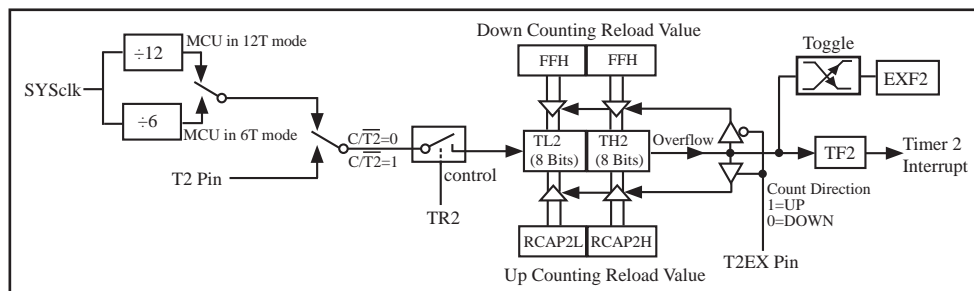 Down Counting Reload Value
Toggle
÷12
MCU in 12T mode
FFH
FFH
EXF2
SYSclk
÷6
MCU in 6T mode
C/T2=0
C/T2=1
TL2
(8 Bits)
TH2
(8 Bits)
Overflow
TF2
Timer 2
Interrupt
T2 Pin
control
Count Direction
1=UP
0=DOWN
TR2
RCAP2L
RCAP2H
T2EX Pin
Up Counting Reload Value